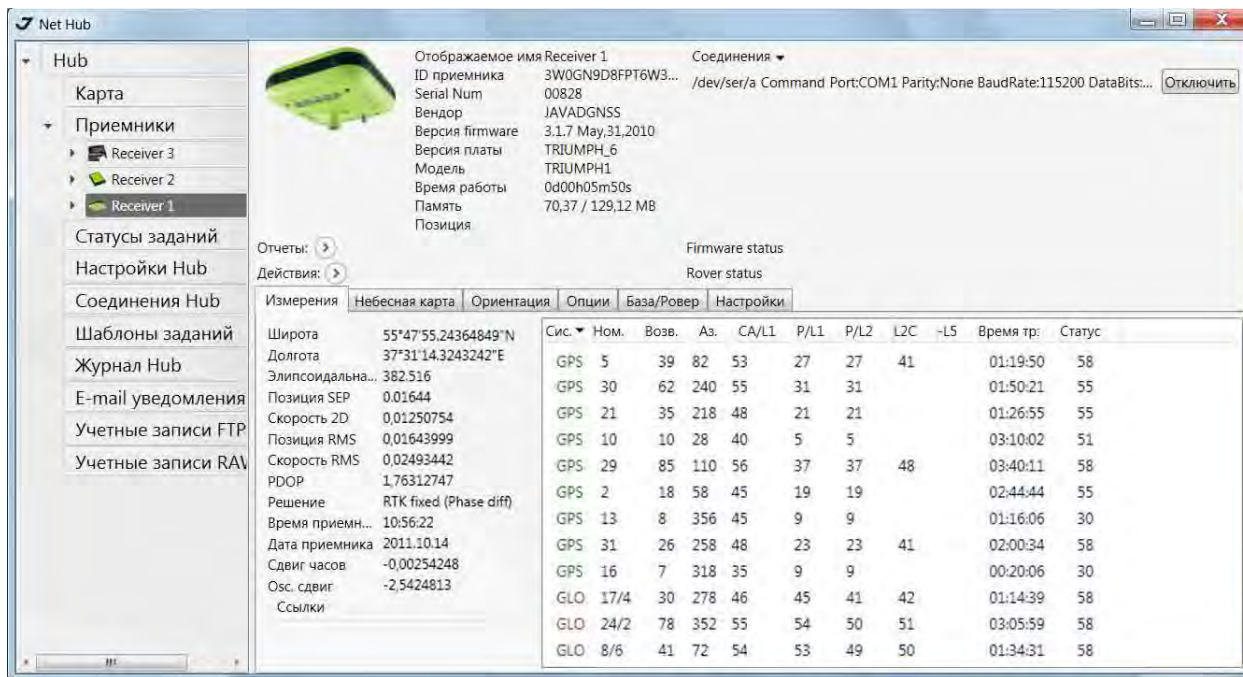 Net Hub
Hub
Карта
Приемники
Receiver 3
Receiver 2
Receiver 1
Статусы заданий
Настройки Hub
Соединения Hub
Шаблоны заданий
Журнал Hub
E-mail уведомления
Учетные записи FTP
Учетные записи RAW
Отображаемое имя Receiver 1
ID приемника 3W0GN9D8FPT6W3...
Serial Num 00828
Вендор JAVADGNSS
Версия firmware 3.1.7 May,31,2010
Версия платы TRIUMPH_6
Модель TRIUMPH1
Время работы 0d00h05m50s
Память 70,37 / 129,12 MB
Позиция
Соединения
/dev/ser/a Command Port:COM1 Parity:None BaudRate:115200 DataBits:... Отключить
Отчеты: Firmware status
Действия: Rover status
Измерения Небесная карта Ориентация Опции База/Ровер Настройки
Широта 55°47'55,24364849"N
Долгота 37°31'14.3243242"E
Элипсоидальна... 382.516
Позиция SEP 0.01644
Скорость 2D 0,01250754
Позиция RMS 0,01643999
Скорость RMS 0,02493442
PDOP 1,76312747
Решение RTK fixed (Phase diff)
Время приемн... 10:56:22
Дата приемника 2011.10.14
Сдвиг часов -0,00254248
Osc. сдвиг -2,5424813
Ссылки
Сис. Ном. Возв. Аз. CA/L1 P/L1 P/L2 L2C -L5 Время тр: Статус
GPS 5 39 82 53 27 27 41 01:19:50 58
GPS 30 62 240 55 31 31 01:50:21 55
GPS 21 35 218 48 21 21 01:26:55 55
GPS 10 10 28 40 5 5 03:10:02 51
GPS 29 85 110 56 37 37 48 03:40:11 58
GPS 2 18 58 45 19 19 02:44:44 55
GPS 13 8 356 45 9 9 01:16:06 30
GPS 31 26 258 48 23 23 41 02:00:34 58
GPS 16 7 318 35 9 9 00:20:06 30
GLO 17/4 30 278 46 45 41 42 01:14:39 58
GLO 24/2 78 352 55 54 50 51 03:05:59 58
GLO 8/6 41 72 54 53 49 50 01:34:31 58